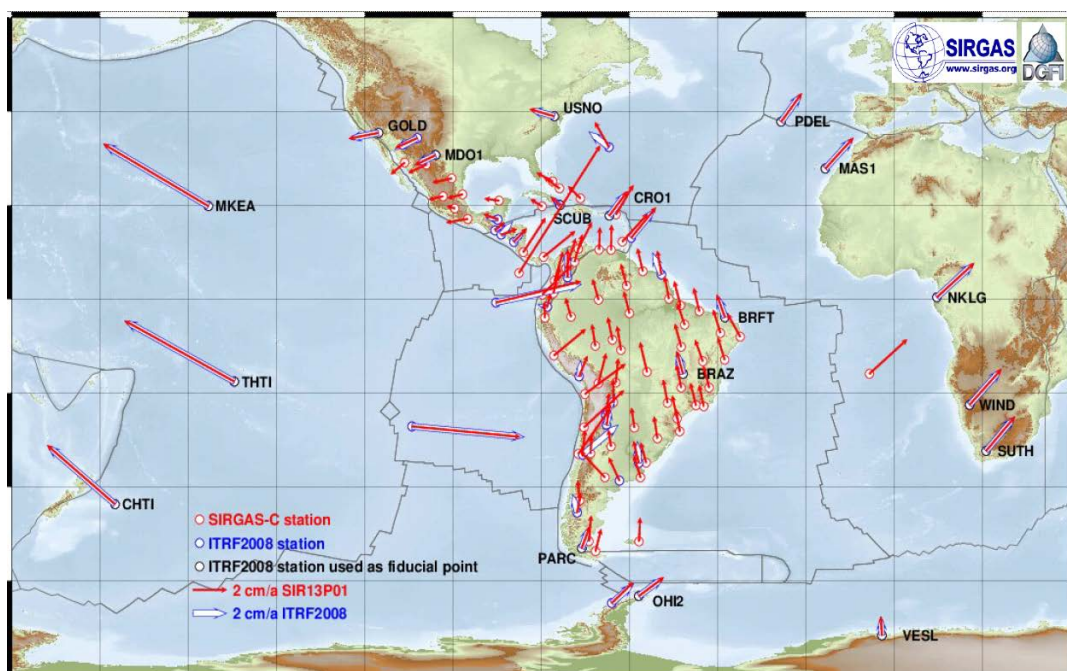 SIRGAS
www.sirgas.org
DGFI
USNO
PDEL
GOLD
MDO1
MAS1
MKEA
CRO1
SCUB
NKLG
BRFT
THTI
BRAZ
WIND
SUTH
CHTI
SIRGAS-C station
ITRF2008 station
ITRF2008 station used as fiducial point
2 cm/a SIR13P01
2 cm/a ITRF2008
PARC
OHI2
VESL